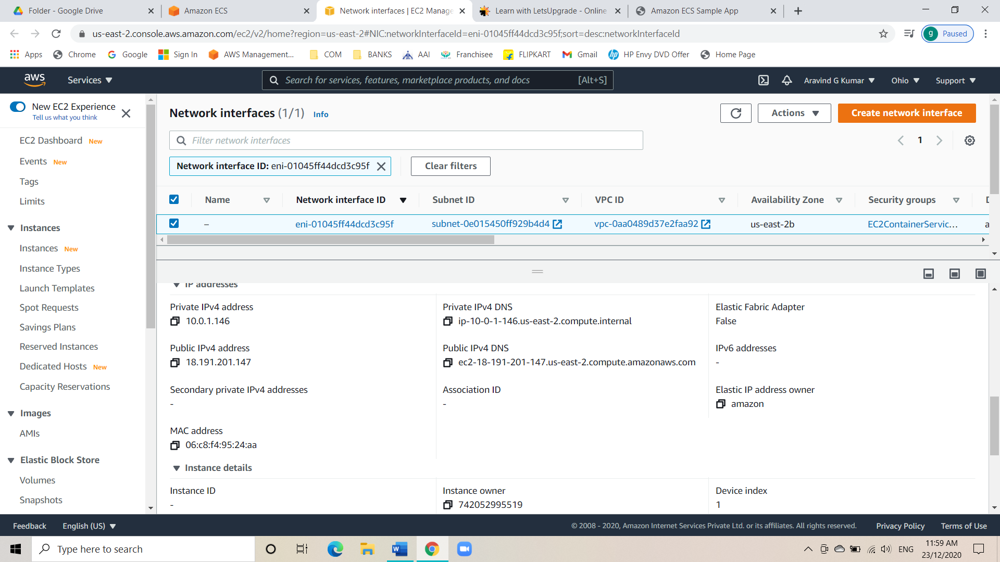 Folder - Google Drive
Amazon ECS
Network interfaces | EC2 Manage
Learn with LetsUpgrade - Online
Amazon ECS Sample App
us-east-2.console.aws.amazon.com/ec2/v2/home?region=us-east-2#NIC:networkInterfaceId=eni-01045ff44dcd3c95f;sort=desc:networkInterfaceId
g Paused
Apps
Chrome
Google
Sign In
AWS Management...
COM
BANKS
AAI
Franchisee
FLIPKART
Gmail
HP Envy DVD Offer
Home Page
aws
Services
Search for services, features, marketplace products, and docs [Alt+S]
Aravind G Kumar
Ohio
Support
New EC2 Experience
Tell us what you think
EC2 Dashboard New
Events New
Tags
Limits
Instances
Instances New
Instance Types
Launch Templates
Spot Requests
Savings Plans
Reserved Instances
Dedicated Hosts New
Capacity Reservations
Images
AMIs
Elastic Block Store
Volumes
Snapshots
Network interfaces (1/1) Info
Actions
Create network interface
Filter network interfaces
1
Network interface ID: eni-01045ff44dcd3c95f
Clear filters
Name
Network interface ID
Subnet ID
VPC ID
Availability Zone
Security groups
–
eni-01045ff44dcd3c95f
subnet-0e015450ff929b4d4
vpc-0aa0489d37e2faa92
us-east-2b
EC2ContainerServic...
a
IP addresses
Private IPv4 address
10.0.1.146
Private IPv4 DNS
ip-10-0-1-146.us-east-2.compute.internal
Elastic Fabric Adapter
False
Public IPv4 address
18.191.201.147
Public IPv4 DNS
ec2-18-191-201-147.us-east-2.compute.amazonaws.com
IPv6 addresses
-
Secondary private IPv4 addresses
-
Association ID
-
Elastic IP address owner
amazon
MAC address
06:c8:f4:95:24:aa
Instance details
Instance ID
-
Instance owner
742052995519
Device index
1
Feedback
English (US)
© 2008 - 2020, Amazon Internet Services Private Ltd. or its affiliates. All rights reserved.
Privacy Policy
Terms of Use
Type here to search
ENG
11:59 AM
23/12/2020